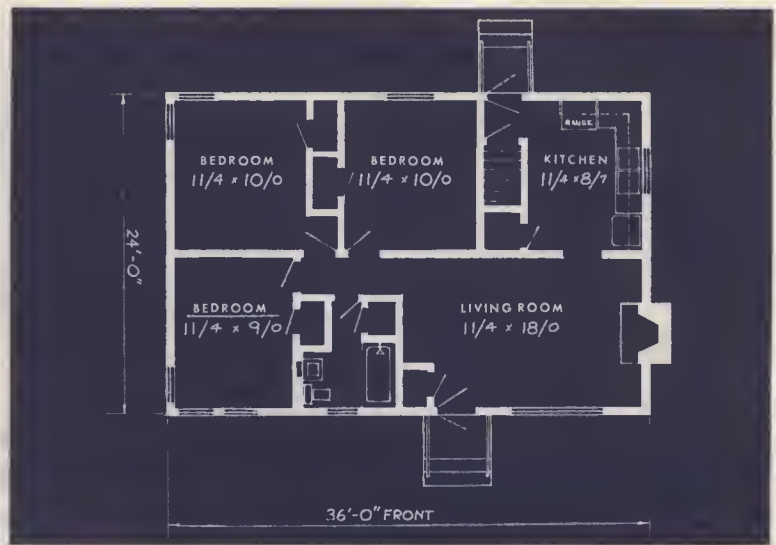 RANGE
BEDROOM
11/4 × 10/0
BEDROOM
11/4 × 10/0
KITCHEN
11/4 × 8/7
24'-0"
BEDROOM
11/4 × 9/0
LIVING ROOM
11/4 × 18/0
36'-0" FRONT